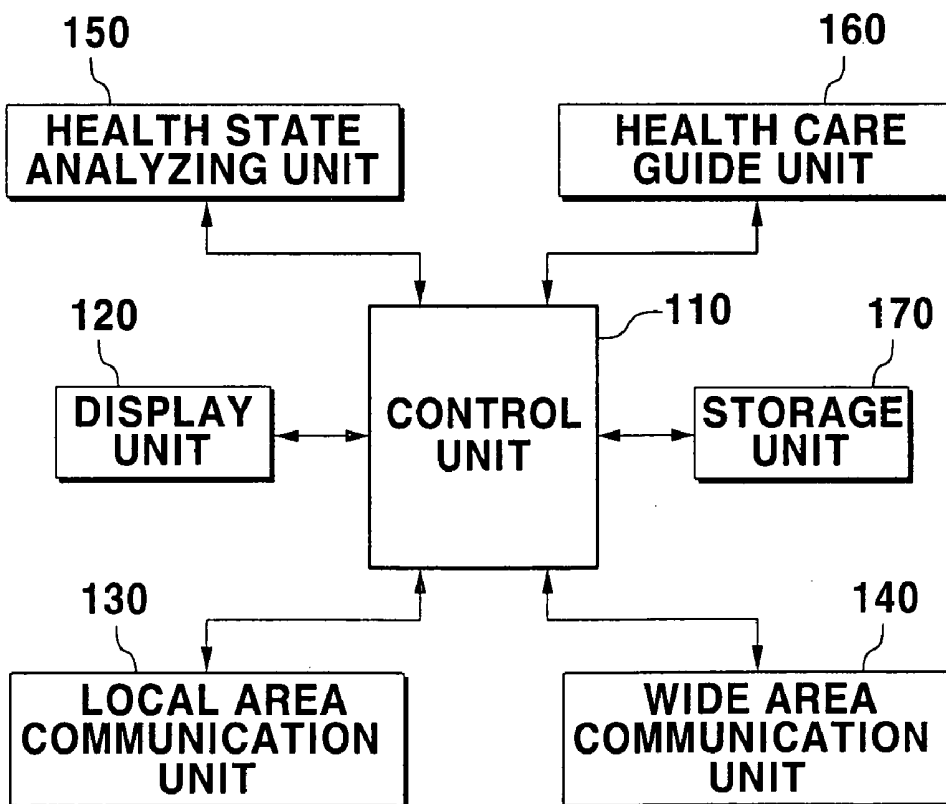 150
160
HEALTH STATE
ANALYZING UNIT
HEALTH CARE
GUIDE UNIT
120
110
170
DISPLAY
UNIT
CONTROL
UNIT
STORAGE
UNIT
130
140
LOCAL AREA
COMMUNICATION
UNIT
WIDE AREA
COMMUNICATION
UNIT